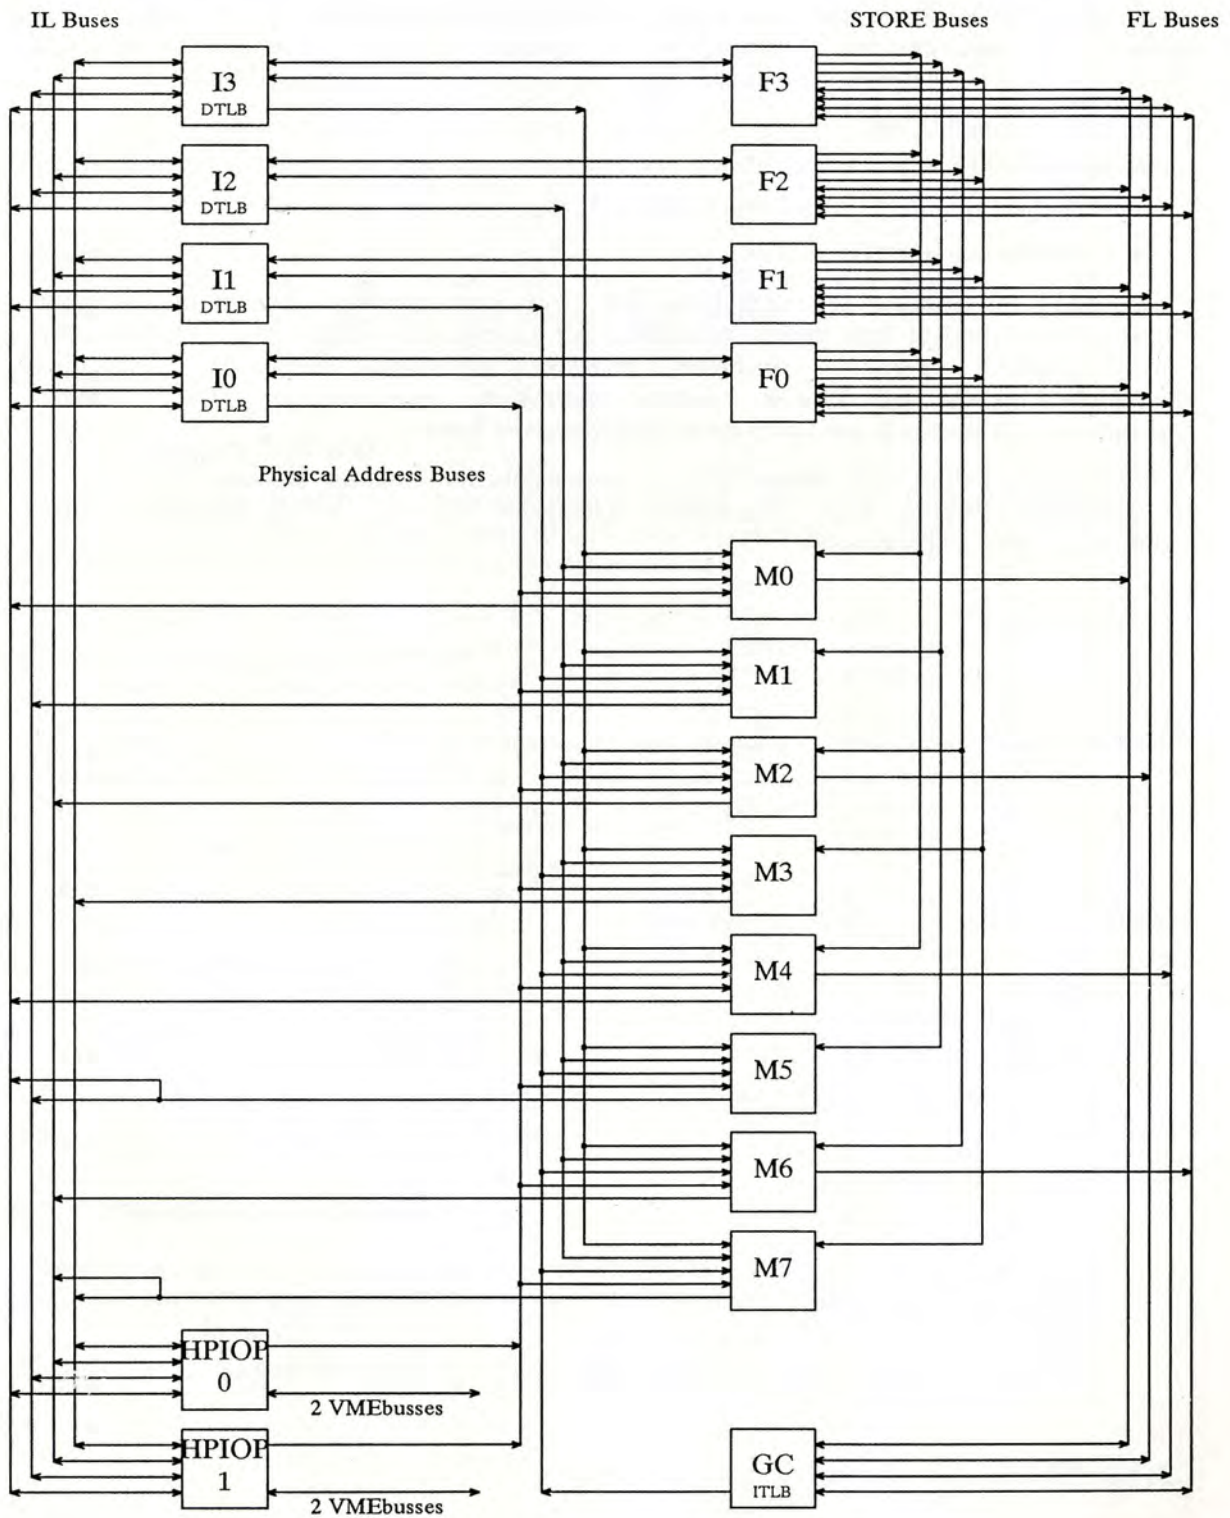 IL Buses
STORE Buses
FL Buses
I3
DTLB
F3
I2
DTLB
F2
I1
DTLB
F1
I0
DTLB
F0
Physical Address Buses
M0
M1
M2
M3
M4
M5
M6
M7
HPIOP
0
2 VMEbusses
HPIOP
1
2 VMEbusses
GC
ITLB